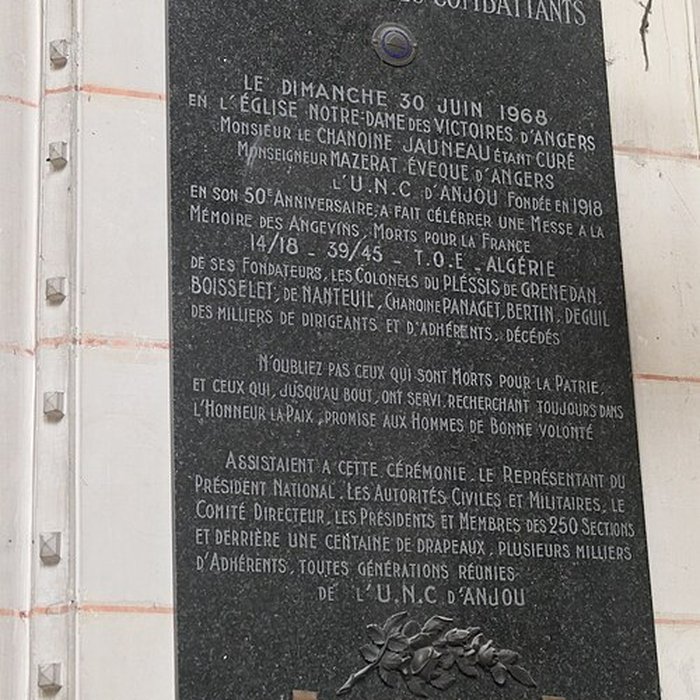 COMBATTANTS
LE DIMANCHE 30 JUIN 1968
EN L'ÉGLISE NOTRE-DAME DES VICTOIRES D'ANGERS
MONSIEUR LE CHANOINE JAUNEAU ÉTANT CURÉ
MONSEIGNEUR MAZERAT ÉVEQUE D'ANGERS
L'U.N.C D'ANJOU FONDÉE EN 1918
EN SON 50E ANNIVERSAIRE, A FAIT CÉLÉBRER UNE MESSE A LA
MÉMOIRE DES ANGEVINS, MORTS POUR LA FRANCE
14/18 - 39/45 - T.O.E - ALGÉRIE
DE SES FONDATEURS, LES COLONELS DU PLÉSSIS DE GRENEDAN,
BOISSELET, DE NANTEUIL, CHANOINE PANAGET, BERTIN, DEGUIL
DES MILLIERS DE DIRIGEANTS ET D'ADHÉRENTS, DÉCÉDÉS
N'OUBLIEZ PAS CEUX QUI SONT MORTS POUR LA PATRIE,
ET CEUX QUI, JUSQU'AU BOUT, ONT SERVI, RECHERCHANT TOUJOURS DANS
L'HONNEUR LA PAIX, PROMISE AUX HOMMES DE BONNE VOLONTÉ
ASSISTAIENT A CETTE CÉRÉMONIE, LE REPRÉSENTANT DU
PRÉSIDENT NATIONAL, LES AUTORITÉS CIVILES ET MILITAIRES, LE
COMITÉ DIRECTEUR, LES PRÉSIDENTS ET MEMBRES DES 250 SECTIONS
ET DERRIÈRE UNE CENTAINE DE DRAPEAUX, PLUSIEURS MILLIERS
D'ADHÉRENTS, TOUTES GÉNÉRATIONS RÉUNIES
DE L'U.N.C D'ANJOU